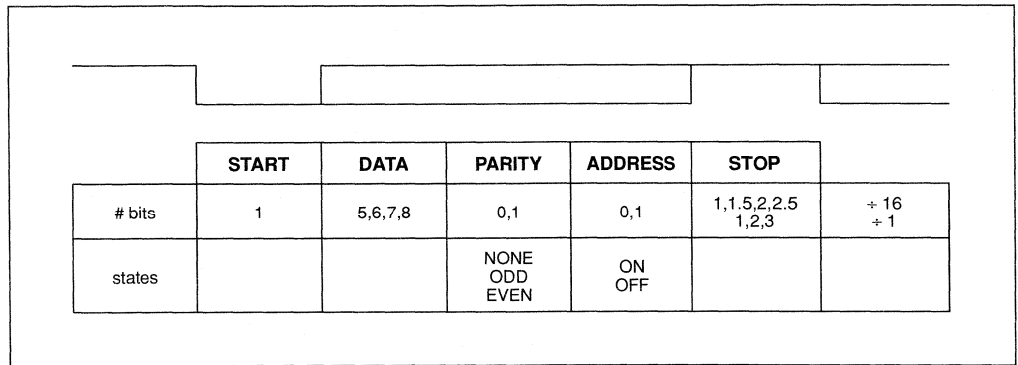 START DATA PARITY ADDRESS STOP
# bits 1 5,6,7,8 0,1 0,1 1,1.5,2,2.5 ÷ 16
1,2,3 ÷ 1
states NONE ON
ODD OFF
EVEN